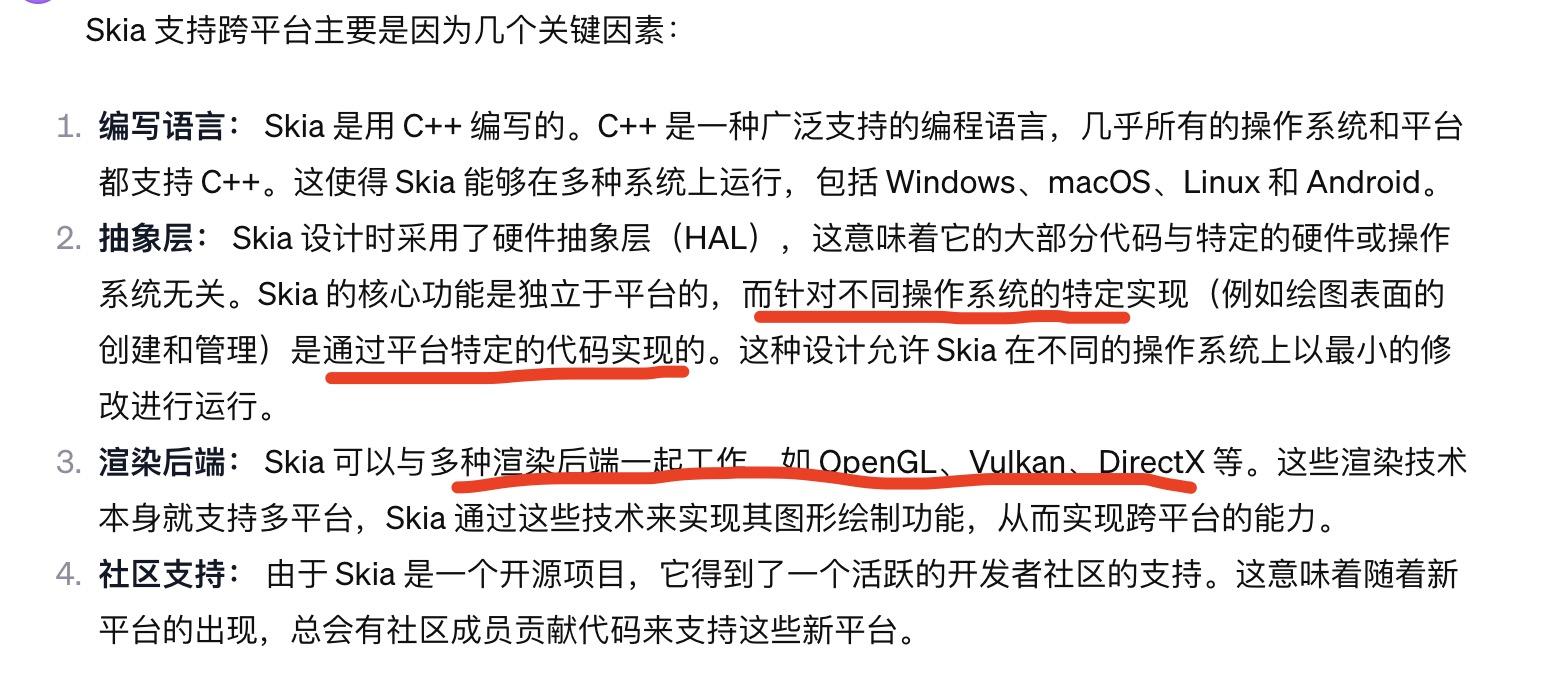 Skia 支持跨平台主要是因为几个关键因素：
1. 编写语言： Skia 是用 C++ 编写的。C++ 是一种广泛支持的编程语言，几乎所有的操作系统和平台
都支持 C++。这使得 Skia 能够在多种系统上运行，包括 Windows、macOS、Linux 和 Android。
2. 抽象层： Skia 设计时采用了硬件抽象层（HAL），这意味着它的大部分代码与特定的硬件或操作
系统无关。Skia 的核心功能是独立于平台的，而针对不同操作系统的特定实现（例如绘图表面的
创建和管理）是通过平台特定的代码实现的。这种设计允许 Skia 在不同的操作系统上以最小的修
改进行运行。
3. 渲染后端： Skia 可以与多种渲染后端一起工作，如 OpenGL、Vulkan、DirectX 等。这些渲染技术
本身就支持多平台，Skia 通过这些技术来实现其图形绘制功能，从而实现跨平台的能力。
4. 社区支持： 由于 Skia 是一个开源项目，它得到了一个活跃的开发者社区的支持。这意味着随着新
平台的出现，总会有社区成员贡献代码来支持这些新平台。